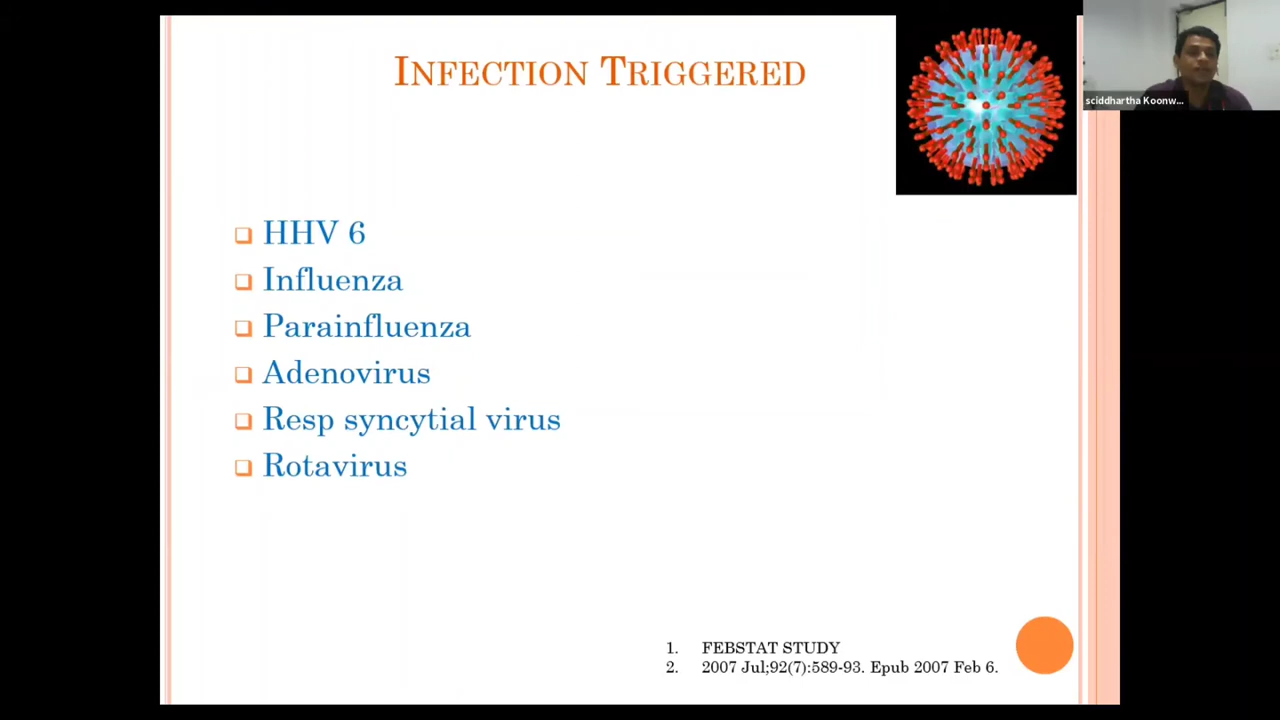 INFECTION TRIGGERED
sciddhartha Koonw...
❑ HHV 6
❑ Influenza
❑ Parainfluenza
❑ Adenovirus
❑ Resp syncytial virus
❑ Rotavirus
1. FEBSTAT STUDY
2. 2007 Jul;92(7):589-93. Epub 2007 Feb 6.